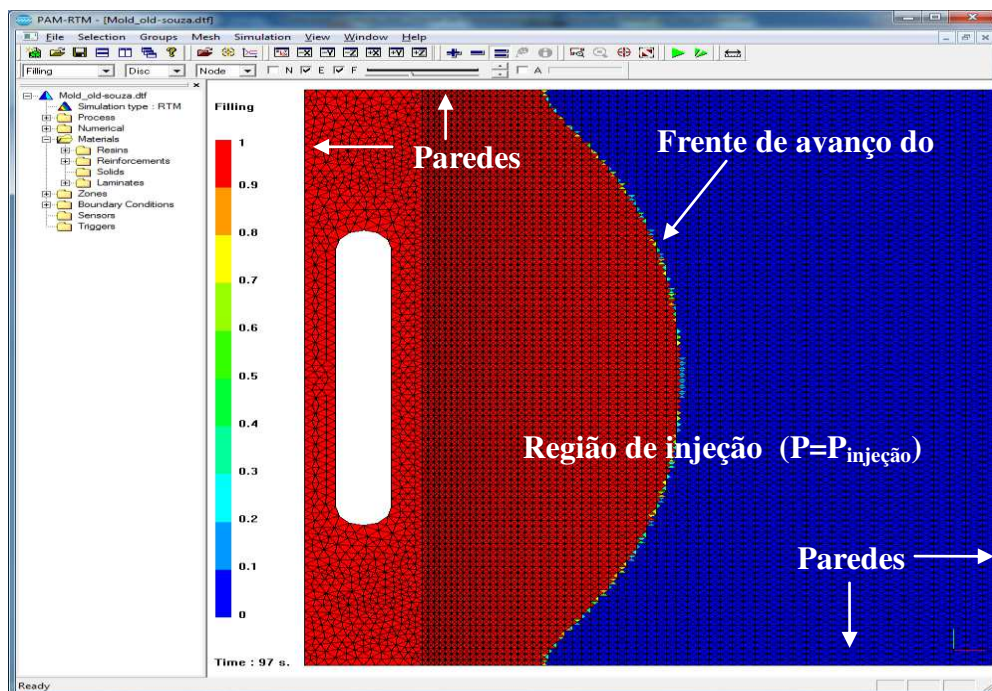 PAM-RTM - [Mold_old-souza.dtf]
File Selection Groups Mesh Simulation View Window Help
-X -Y -Z +X +Y +Z
Filling Disc Node N E F A
Mold_old-souza.dtf
Simulation type : RTM
Process
Numerical
Materials
Resins
Reinforcements
Solids
Laminates
Zones
Boundary Conditions
Sensors
Triggers
Filling
1
0.9
0.8
0.7
0.6
0.5
0.4
0.3
0.2
0.1
0
Time : 97 s.
Paredes
Frente de avanço do
Região de injeção (P=Pinjeção)
Paredes
Ready